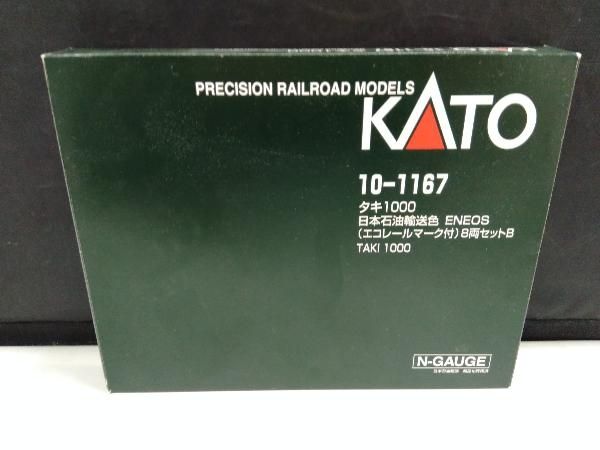 PRECISION RAILROAD MODELS
KATO
10-1167
タキ1000
日本石油輸送色 ENEOS
(エコレールマーク付)8両セットB
TAKI 1000
N-GAUGE